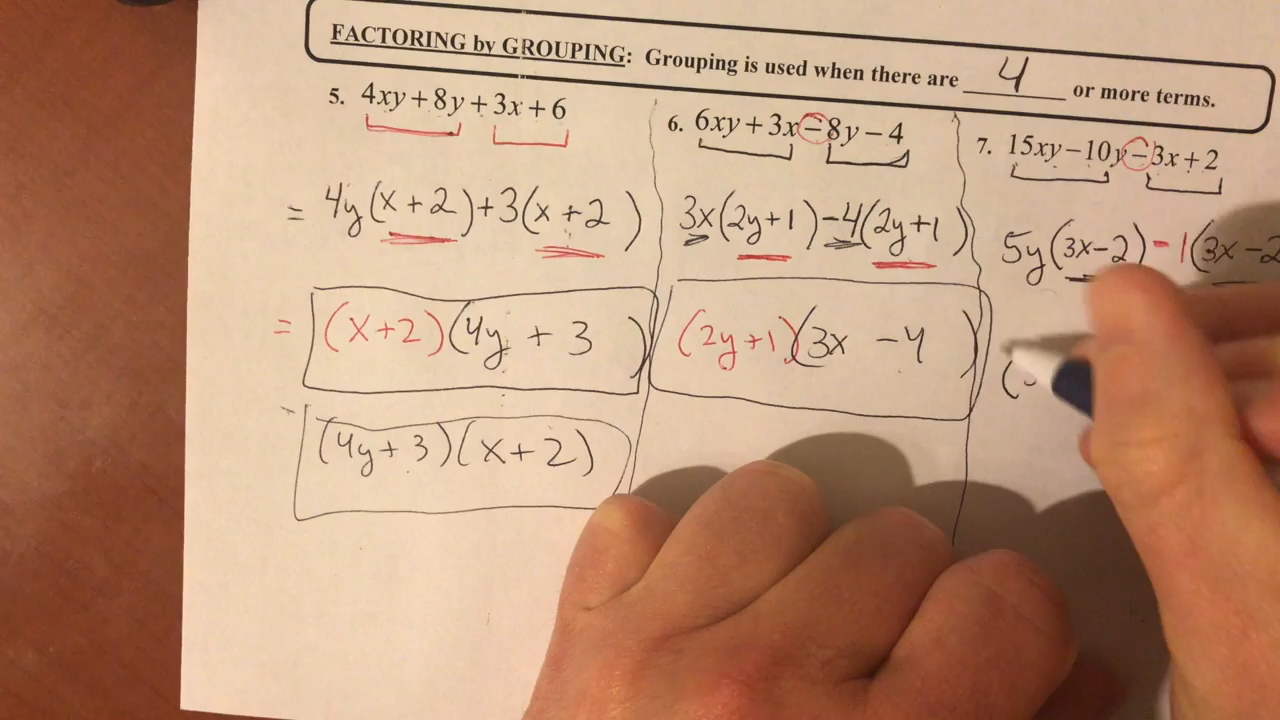 FACTORING by GROUPING: Grouping is used when there are 4 or more terms.
5. 4xy + 8y + 3x + 6
= 4y(x+2)+3(x+2)
= (x+2)(4y + 3)
(4y+3)(x+2)
6. 6xy + 3x − 8y − 4
3x(2y+1)-4(2y+1)
(2y+1)(3x -4)
7. 15xy − 10y − 3x + 2
5y(3x-2)-1(3x-2
(